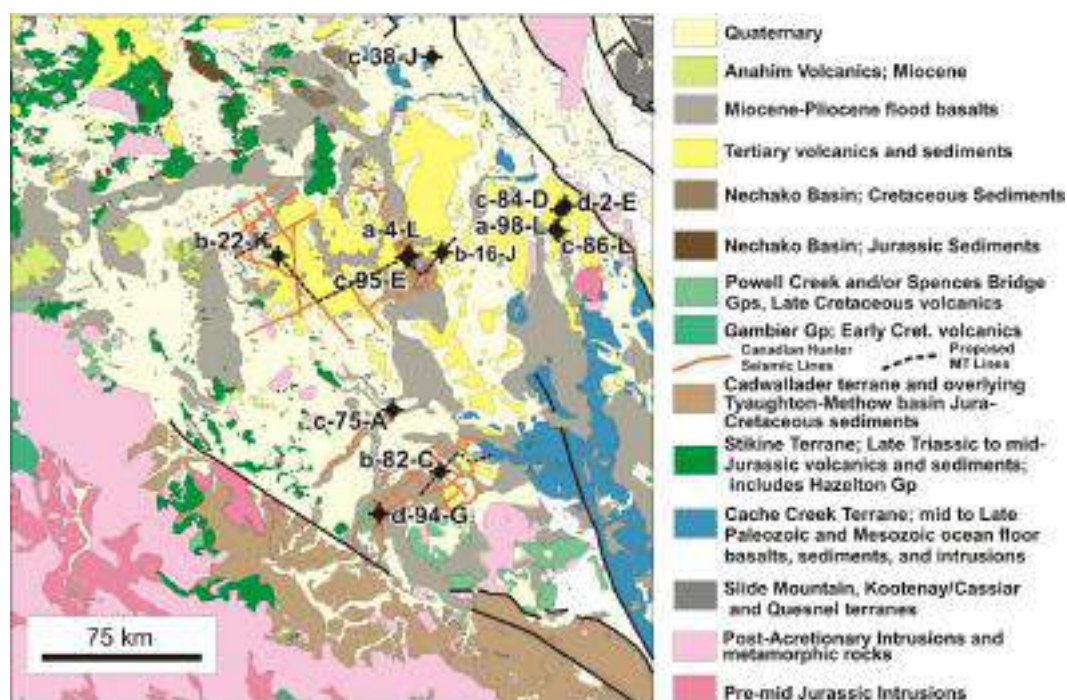 c-38-J
c-84-D
d-2-E
a-98-L
c-86-L
a-4-L
b-22-K
b-16-J
c-95-E
c-75-A
b-82-C
d-94-G
75 km
Quaternary
Anahim Volcanics; Miocene
Miocene-Pliocene flood basalts
Tertiary volcanics and sediments
Nechako Basin; Cretaceous Sediments
Nechako Basin; Jurassic Sediments
Powell Creek and/or Spences Bridge
Gps, Late Cretaceous volcanics
Gambier Gp; Early Cret. volcanics
Canadian Hunter
Seismic Lines
Proposed
MT Lines
Cadwallader terrane and overlying
Tyaughton-Methow basin Jura-
Cretaceous sediments
Stikine Terrane; Late Triassic to mid-
Jurassic volcanics and sediments;
includes Hazelton Gp
Cache Creek Terrane; mid to Late
Paleozoic and Mesozoic ocean floor
basalts, sediments, and intrusions
Slide Mountain, Kootenay/Cassiar
and Quesnel terranes
Post-Acretionary Intrusions and
metamorphic rocks
Pre-mid Jurassic Intrusions